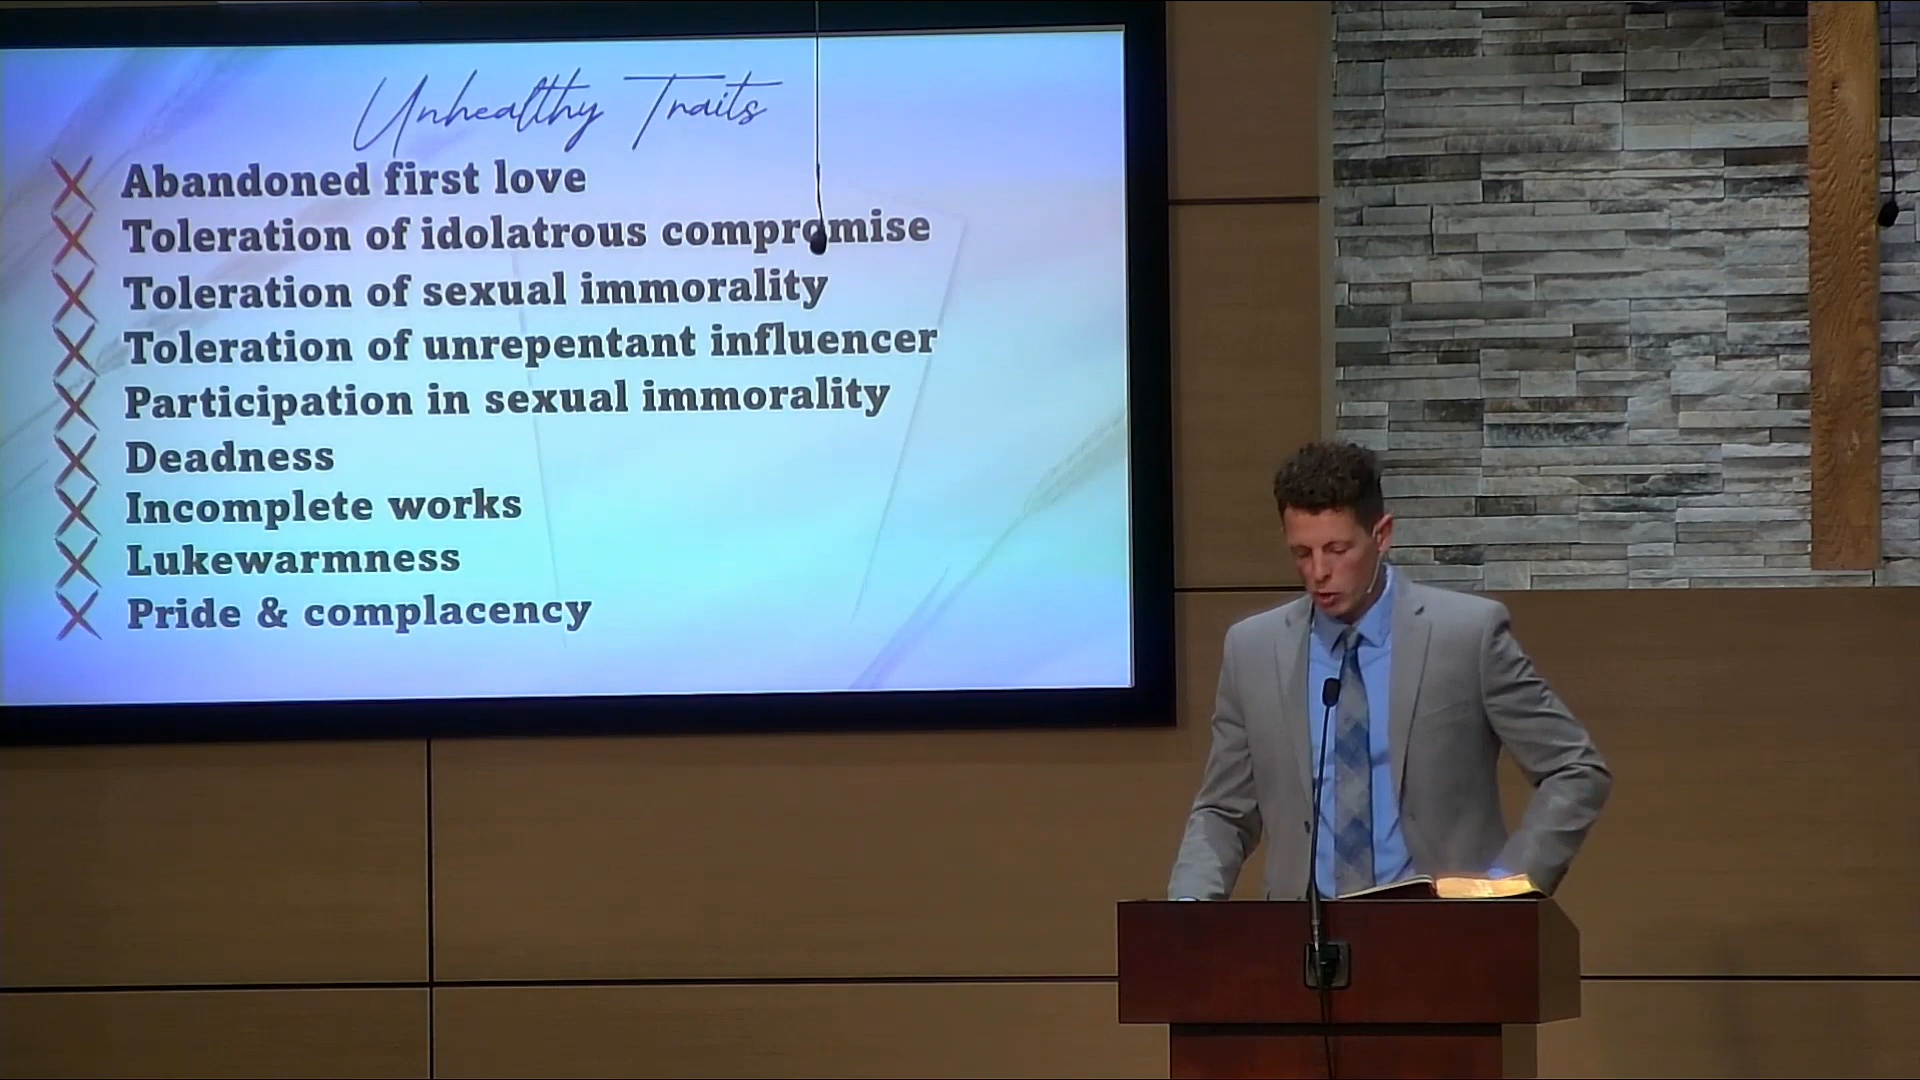 Unhealthy Traits
Abandoned first love
Toleration of idolatrous compromise
Toleration of sexual immorality
Toleration of unrepentant influencer
Participation in sexual immorality
Deadness
Incomplete works
Lukewarmness
Pride & complacency